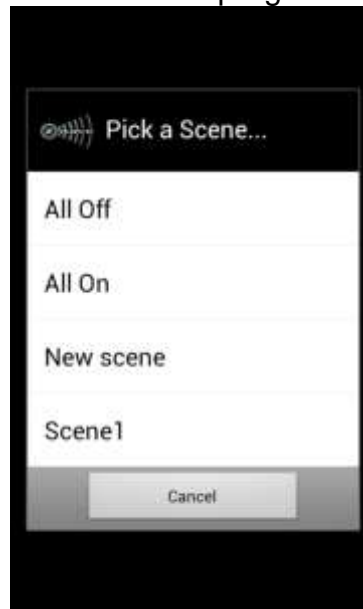 Pick a Scene...
All Off
All On
New scene
Scene1
Cancel